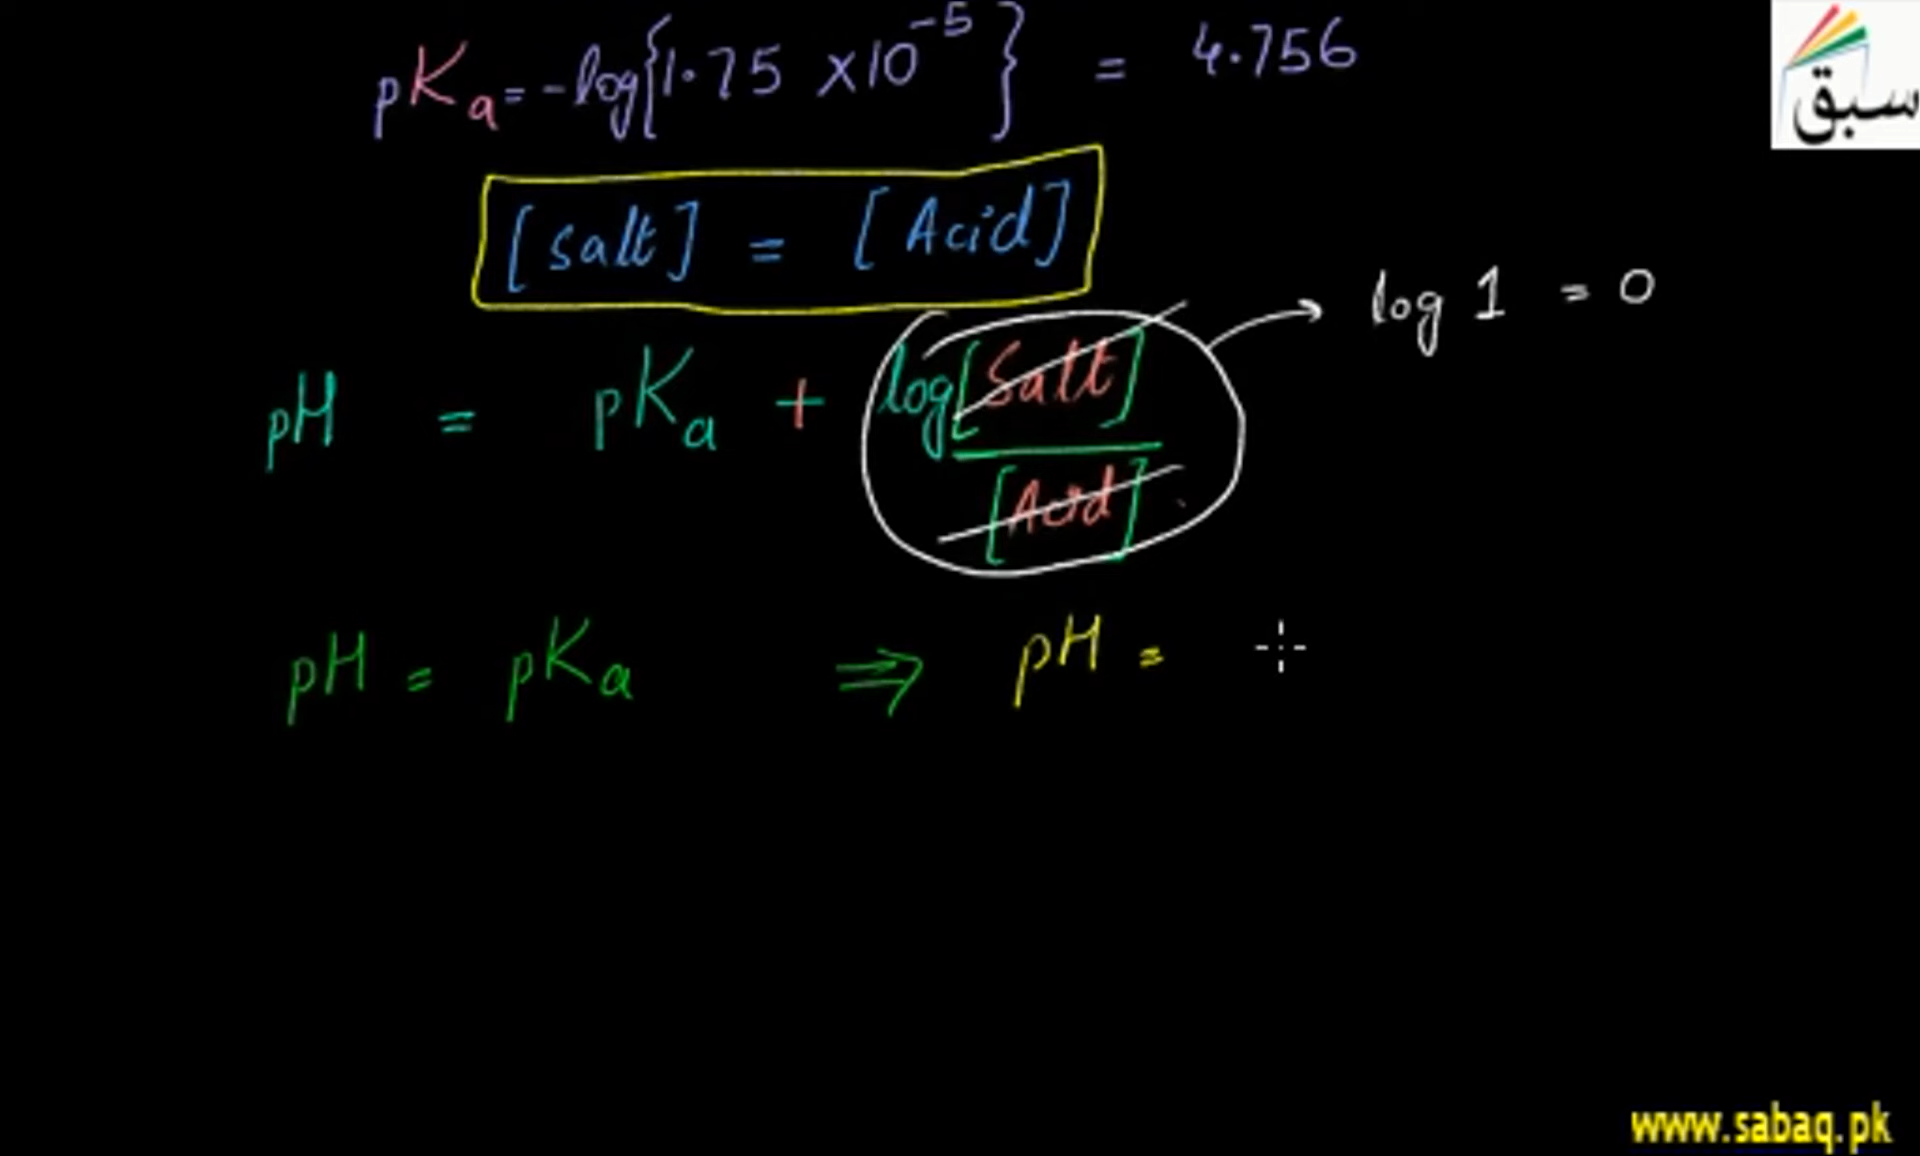 pKa = -log{1.75 ×10⁻⁵} = 4.756
سبق
[Salt] = [Acid]
log 1 = 0
pH = pKa + log [Salt]
[Acid]
pH = pKa ⇒ pH =
www.sabaq.pk